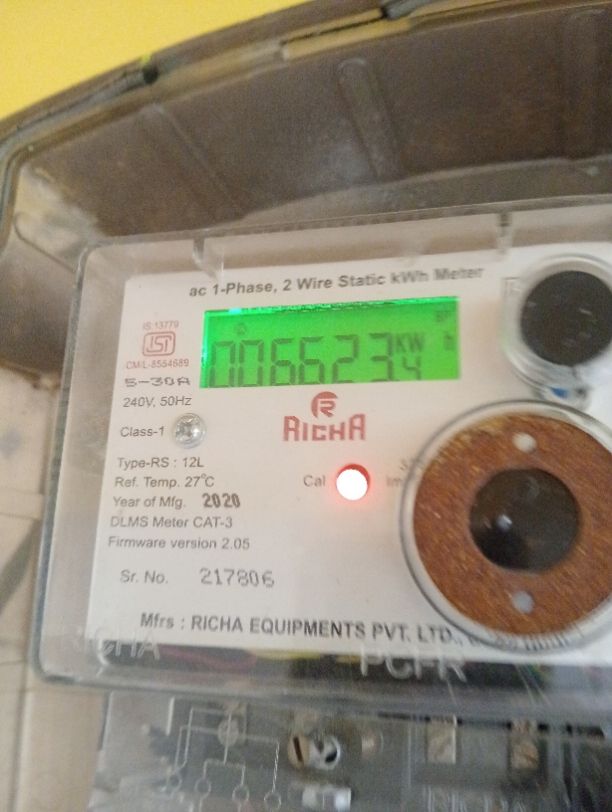 ac 1-Phase, 2 Wire Static kWh Meter
IS 13779
CM/L-8554689
5-30A
240V, 50Hz
006623.4 KW h
Class-1
RICHA
Type-RS : 12L
Ref. Temp. 27°C
Cal
Year of Mfg. 2020
DLMS Meter CAT-3
Firmware version 2.05
Sr. No. 217806
Mfrs : RICHA EQUIPMENTS PVT. LTD.,
RICHA